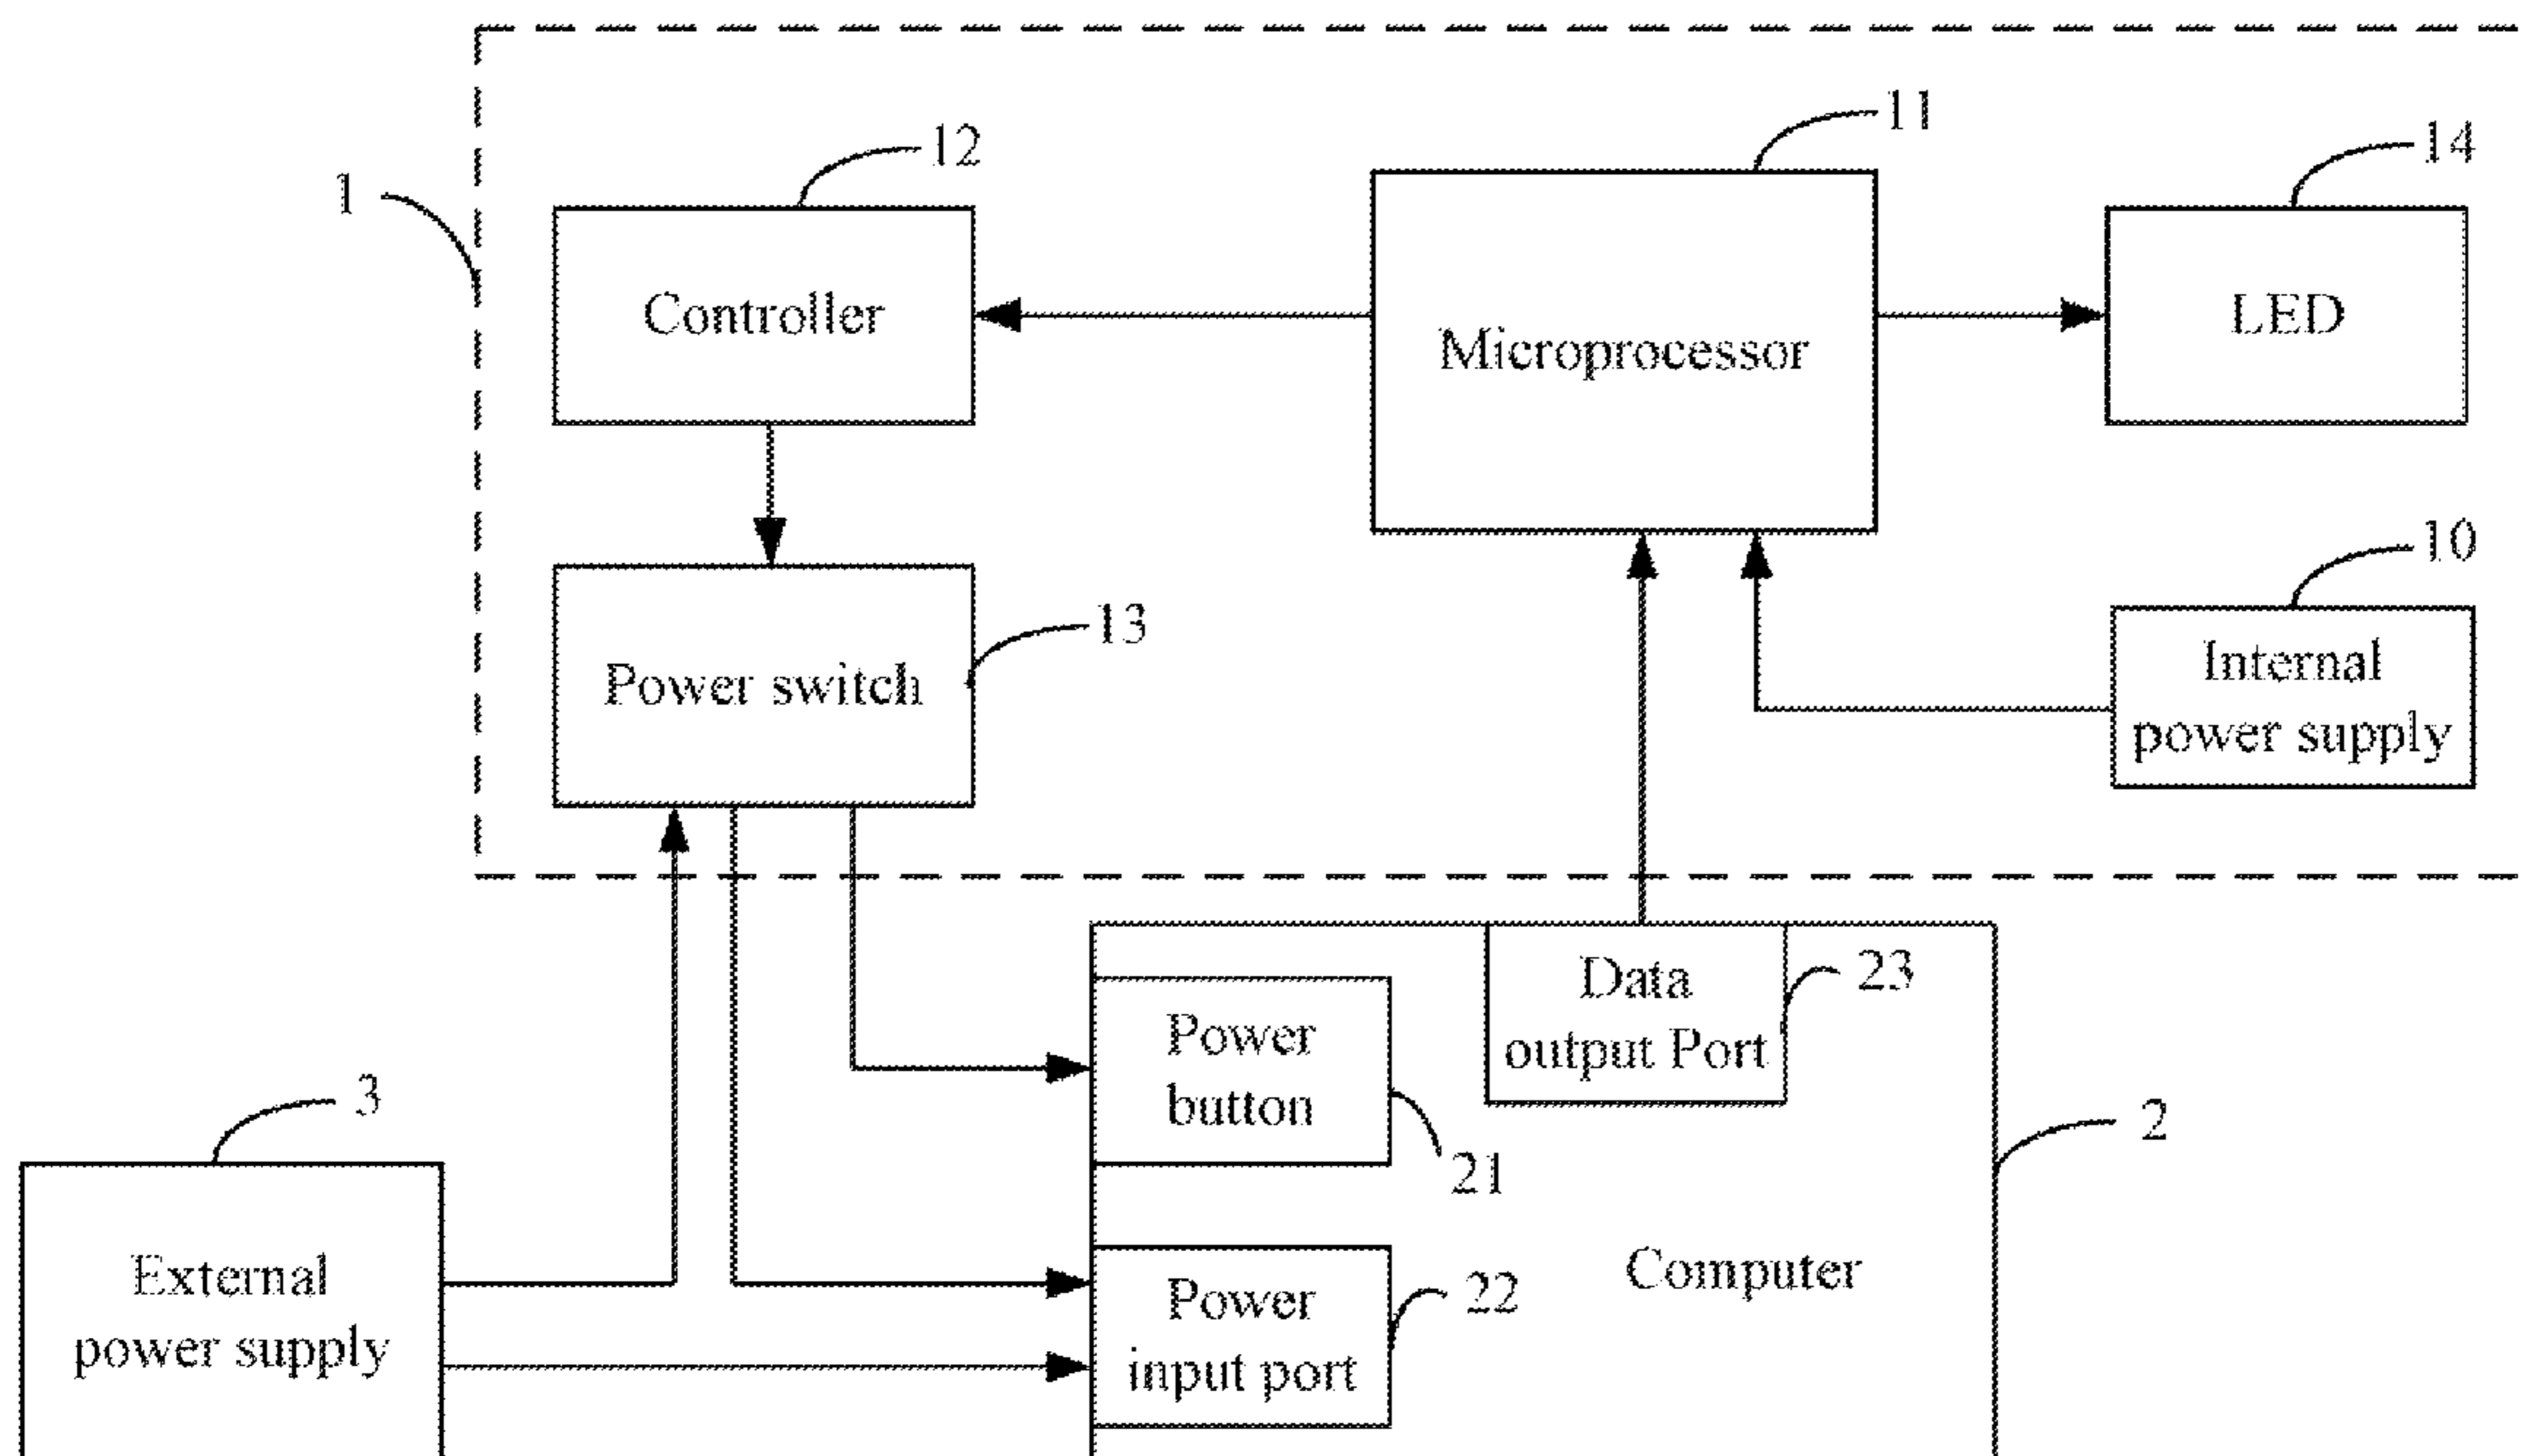 11
12
14
1
Controller
Microprocessor
LED
10
13
Power switch
Internal
power supply
Data
output Port
23
Power
button
3
2
21
External
power supply
Computer
Power
input port
22